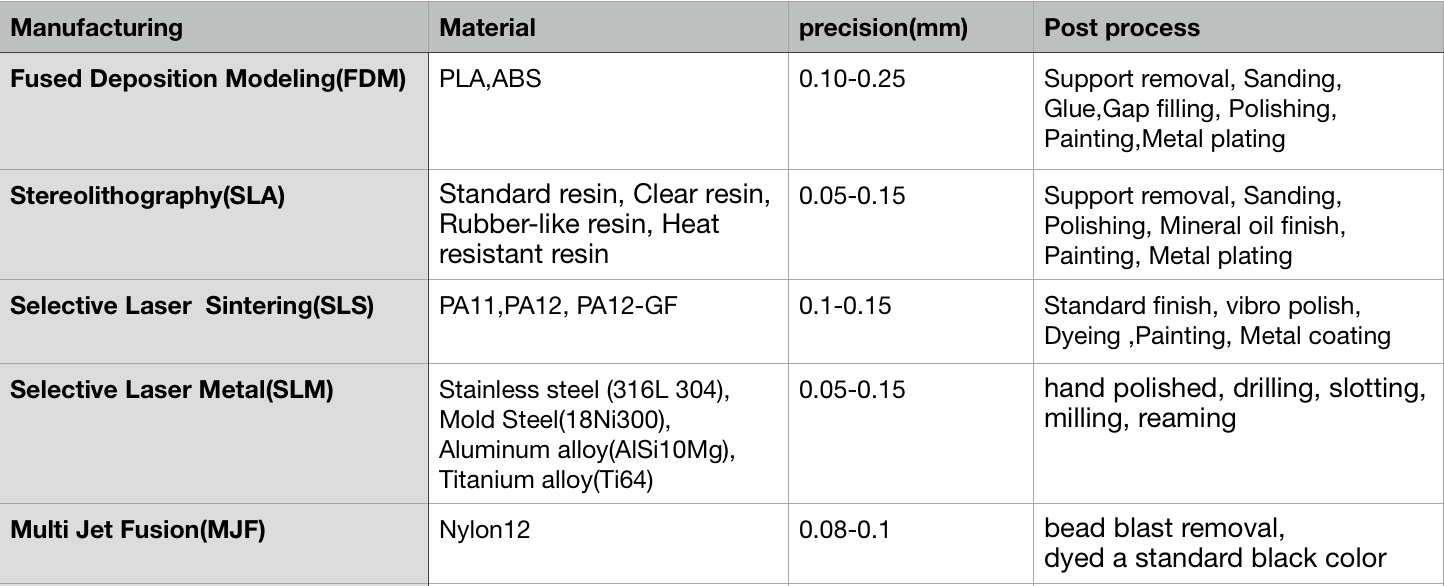 Manufacturing Material precision(mm) Post process
Fused Deposition Modeling(FDM) PLA,ABS 0.10-0.25 Support removal, Sanding,
Glue,Gap filling, Polishing,
Painting,Metal plating
Stereolithography(SLA) Standard resin, Clear resin, 0.05-0.15 Support removal, Sanding,
Rubber-like resin, Heat Polishing, Mineral oil finish,
resistant resin Painting, Metal plating
Selective Laser  Sintering(SLS) PA11,PA12, PA12-GF 0.1-0.15 Standard finish, vibro polish,
Dyeing ,Painting, Metal coating
Selective Laser Metal(SLM) Stainless steel (316L 304), 0.05-0.15 hand polished, drilling, slotting,
Mold Steel(18Ni300), milling, reaming
Aluminum alloy(AlSi10Mg),
Titanium alloy(Ti64)
Multi Jet Fusion(MJF) Nylon12 0.08-0.1 bead blast removal,
dyed a standard black color